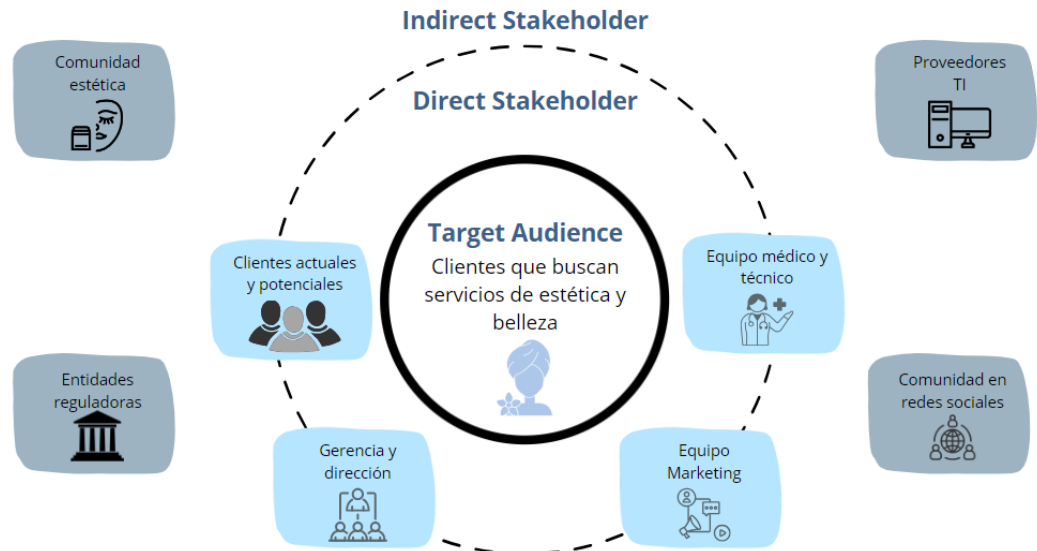 Indirect Stakeholder
Comunidad
estética
Proveedores
TI
Direct Stakeholder
Target Audience
Clientes que buscan
servicios de estética y
belleza
Clientes actuales
y potenciales
Equipo médico y
técnico
Entidades
reguladoras
Comunidad en
redes sociales
Gerencia y
dirección
Equipo
Marketing